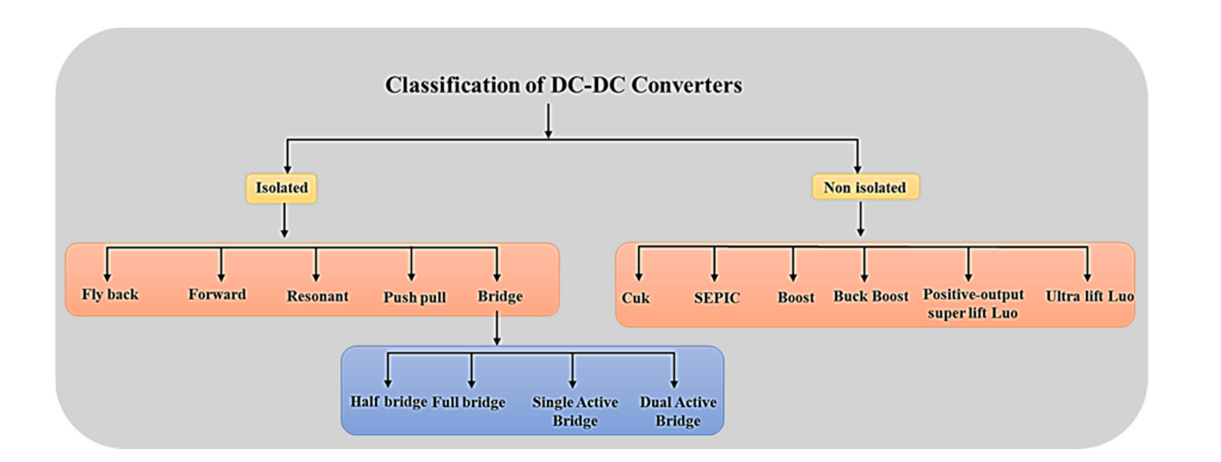 Classification of DC-DC Converters
Isolated
Non isolated
Fly back
Forward
Resonant
Push pull
Bridge
Cuk
SEPIC
Boost
Buck Boost
Positive-output
super lift Luo
Ultra lift Luo
Half bridge
Full bridge
Single Active
Bridge
Dual Active
Bridge